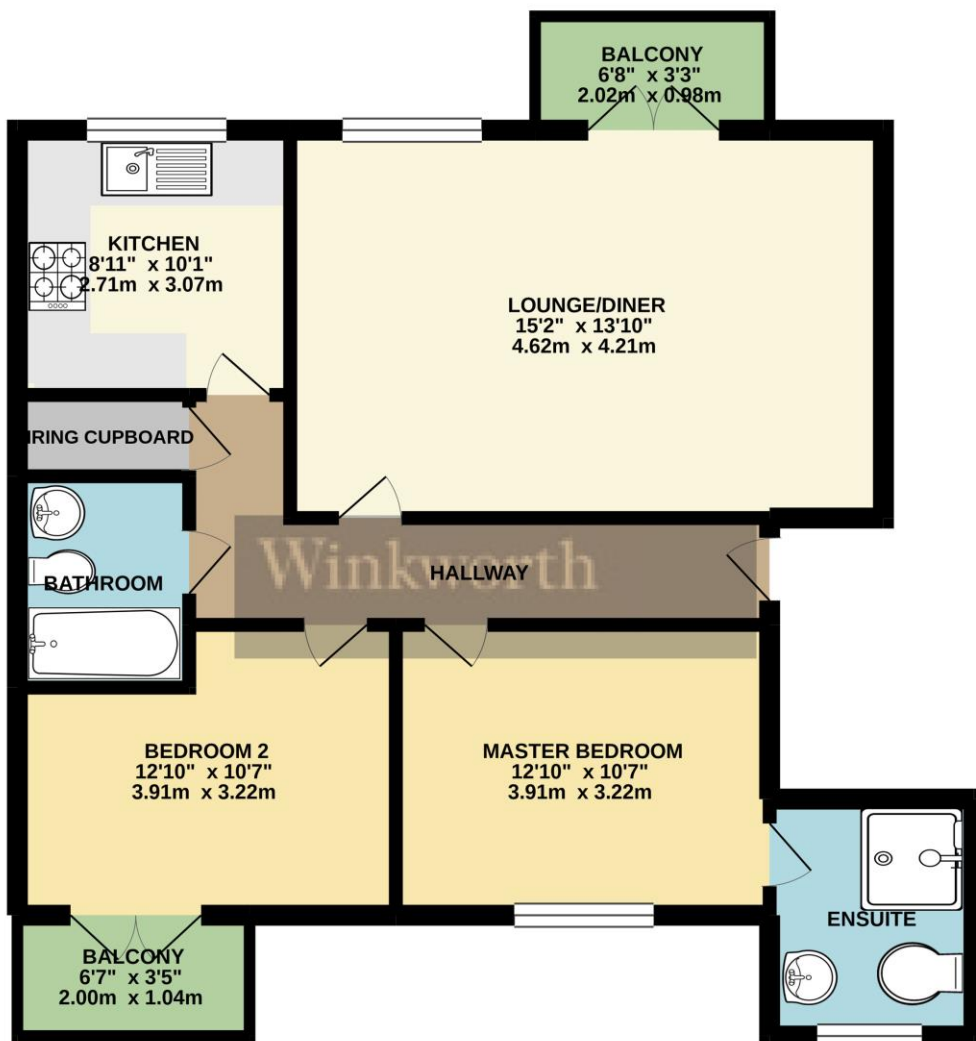 BALCONY
6'8" x 3'3"
2.02m x 0.98m
KITCHEN
8'11" x 10'1"
2.71m x 3.07m
LOUNGE/DINER
15'2" x 13'10"
4.62m x 4.21m
IRING CUPBOARD
BATHROOM
Winkworth
HALLWAY
BEDROOM 2
12'10" x 10'7"
3.91m x 3.22m
MASTER BEDROOM
12'10" x 10'7"
3.91m x 3.22m
ENSUITE
BALCONY
6'7" x 3'5"
2.00m x 1.04m